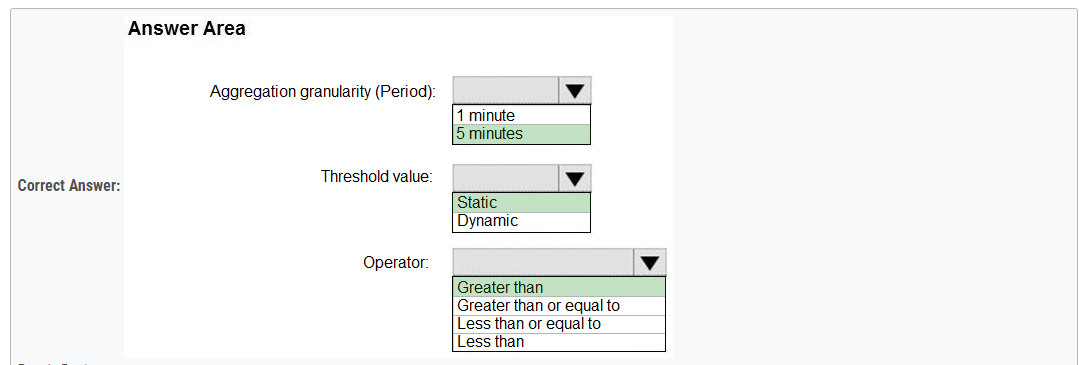 Answer Area
Aggregation granularity (Period):
1 minute
5 minutes
Correct Answer:
Threshold value:
Static
Dynamic
Operator:
Greater than
Greater than or equal to
Less than or equal to
Less than